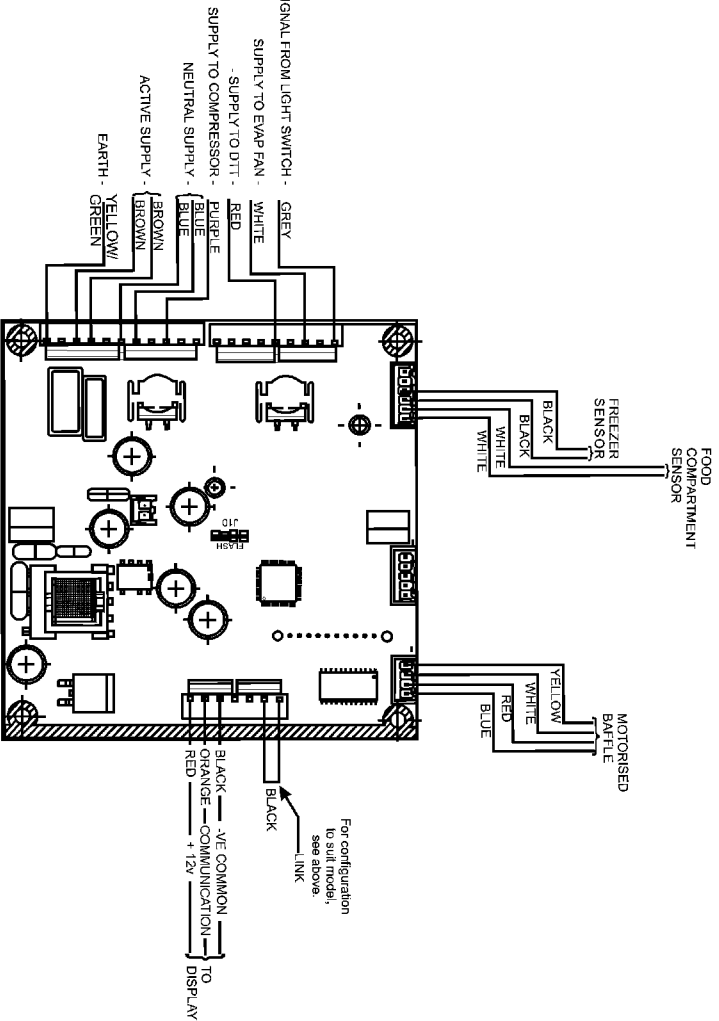 IGNAL FROM LIGHT SWITCH - GREY
SUPPLY TO EVAP FAN - WHITE
- SUPPLY TO DTT - RED
SUPPLY TO COMPRESSOR - PURPLE
NEUTRAL SUPPLY - BLUE
BLUE
ACTIVE SUPPLY - BROWN
BROWN
EARTH - YELLOW/
GREEN
FREEZER
SENSOR
BLACK
BLACK
FOOD
COMPARTMENT
SENSOR
WHITE
WHITE
J10
FLASH
MOTORISED
BAFFLE
YELLOW
WHITE
RED
BLUE
For configuration
to suit model,
see above.
LINK
BLACK
BLACK -VE COMMON
ORANGE COMMUNICATION
RED + 12v
TO
DISPLAY